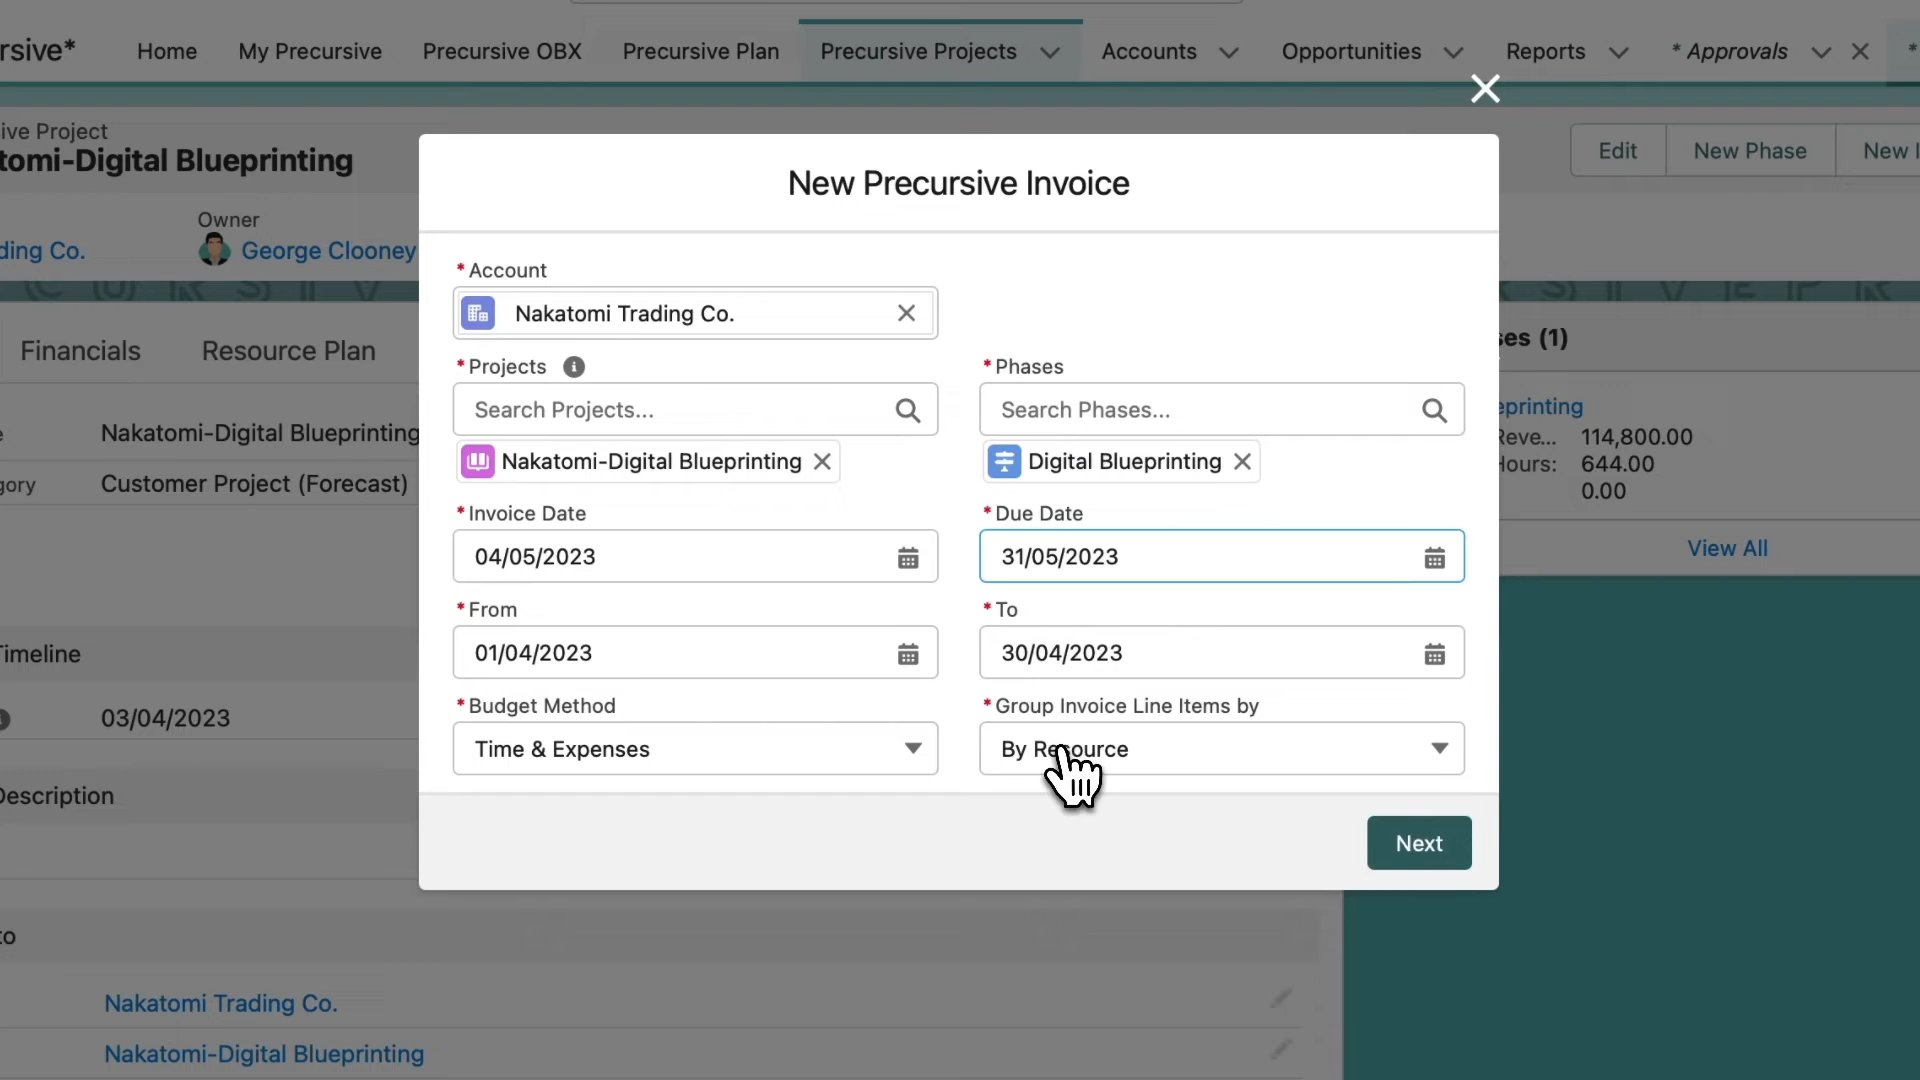 rsive*
Home
My Precursive
Precursive OBX
Precursive Plan
Precursive Projects
Accounts
Opportunities
Reports
* Approvals
*
ive Project
tomi-Digital Blueprinting
Edit
New Phase
New I
ding Co.
Owner
George Clooney
Financials
Resource Plan
Nakatomi-Digital Blueprinting
gory
Customer Project (Forecast)
Timeline
03/04/2023
Description
to
Nakatomi Trading Co.
Nakatomi-Digital Blueprinting
New Precursive Invoice
* Account
Nakatomi Trading Co.
* Projects
Search Projects...
Nakatomi-Digital Blueprinting
* Phases
Search Phases...
Digital Blueprinting
* Invoice Date
04/05/2023
* Due Date
31/05/2023
* From
01/04/2023
* To
30/04/2023
* Budget Method
Time & Expenses
* Group Invoice Line Items by
By Resource
Next
ses (1)
eprinting
Reve... 114,800.00
Hours: 644.00
0.00
View All